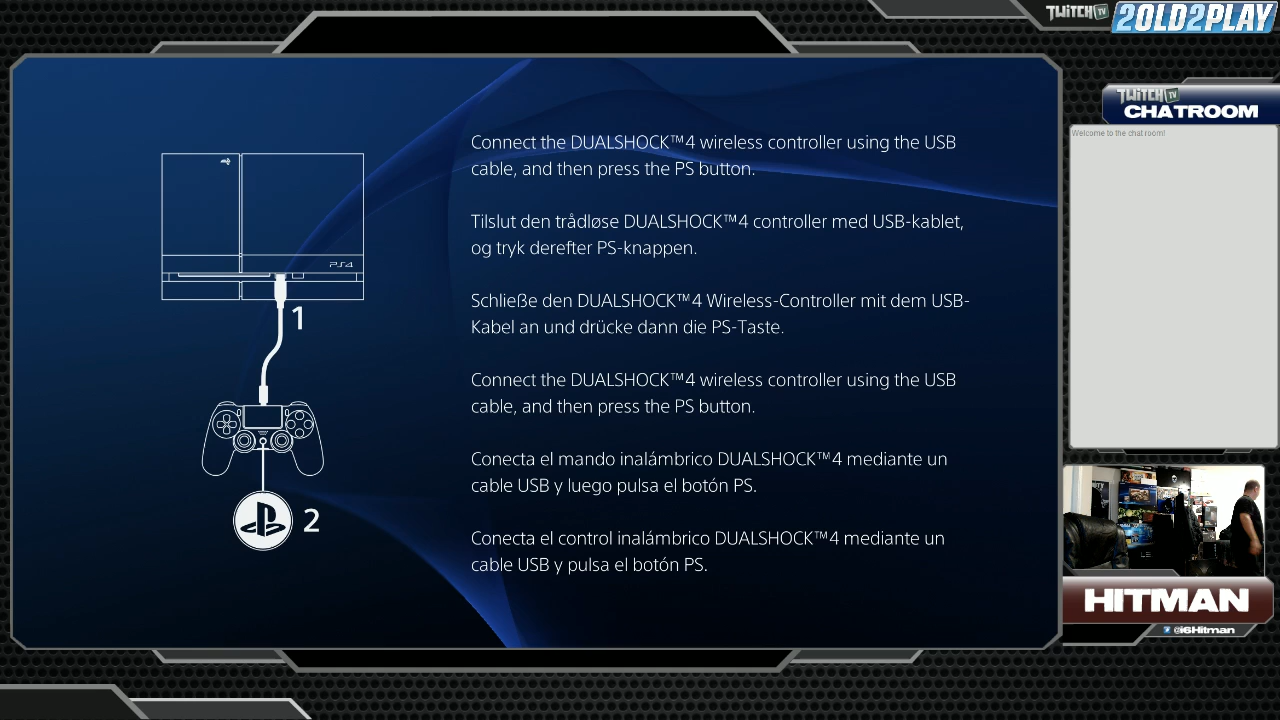 TWITCH TV 2OLD2PLAY
Connect the DUALSHOCK™4 wireless controller using the USB
cable, and then press the PS button.
Tilslut den trådløse DUALSHOCK™4 controller med USB-kablet,
og tryk derefter PS-knappen.
Schließe den DUALSHOCK™4 Wireless-Controller mit dem USB-
Kabel an und drücke dann die PS-Taste.
Connect the DUALSHOCK™4 wireless controller using the USB
cable, and then press the PS button.
Conecta el mando inalámbrico DUALSHOCK™4 mediante un
cable USB y luego pulsa el botón PS.
Conecta el control inalámbrico DUALSHOCK™4 mediante un
cable USB y pulsa el botón PS.
PS4
1
2
TWITCH TV
CHATROOM
Welcome to the chat room!
HITMAN
@i6Hitman